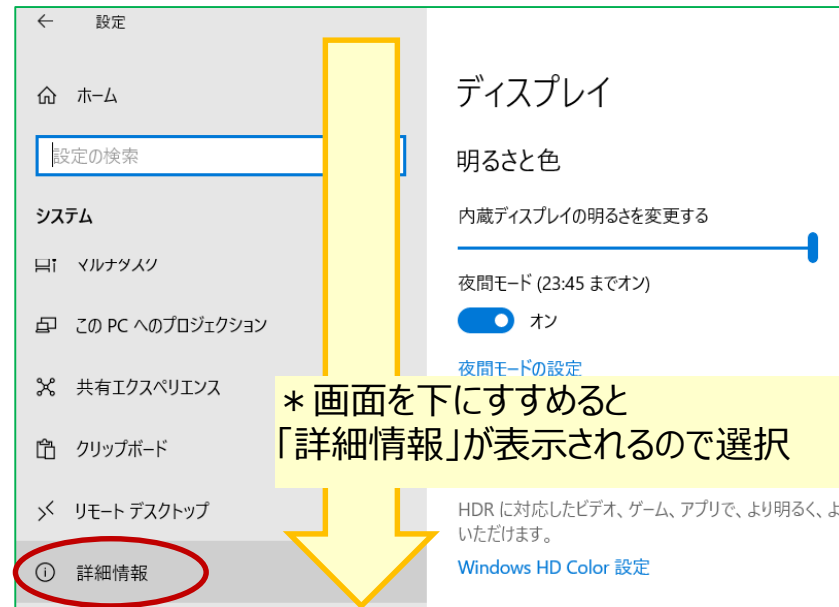 ← 設定
ホーム
設定の検索
システム
マルチタスク
この PC へのプロジェクション
共有エクスペリエンス
クリップボード
リモート デスクトップ
詳細情報
ディスプレイ
明るさと色
内蔵ディスプレイの明るさを変更する
夜間モード (23:45 までオン)
オン
夜間モードの設定
＊画面を下にすすめると
「詳細情報」が表示されるので選択
HDR に対応したビデオ、ゲーム、アプリで、より明るく、よ
いただけます。
Windows HD Color 設定